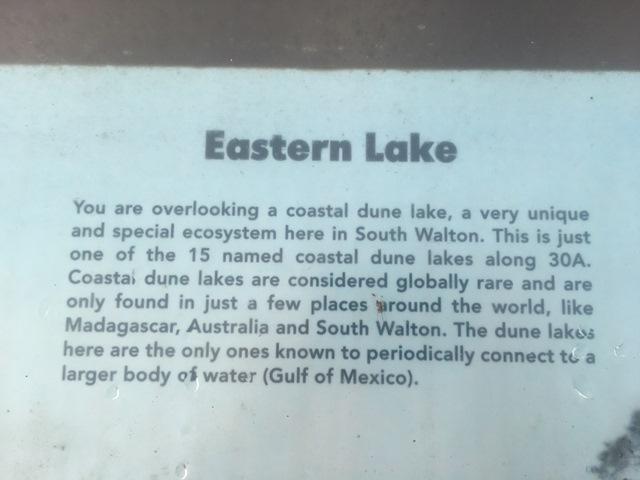 Eastern Lake
You are overlooking a coastal dune lake, a very unique
and special ecosystem here in South Walton. This is just
one of the 15 named coastal dune lakes along 30A.
Coastal dune lakes are considered globally rare and are
only found in just a few places around the world, like
Madagascar, Australia and South Walton. The dune lakes
here are the only ones known to periodically connect to a
larger body of water (Gulf of Mexico).